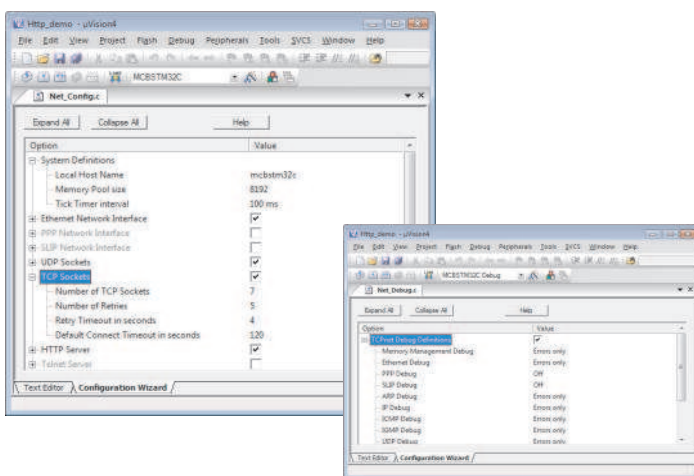 Http_demo - µVision4
File Edit View Project Flash Debug Peripherals Tools SVCS Window Help
MCBSTM32C
Net_Config.c
Expand All Collapse All Help
Option Value
System Definitions
Local Host Name mcbstm32c
Memory Pool size 8192
Tick Timer interval 100 ms
Ethernet Network Interface
PPP Network Interface
SLIP Network Interface
UDP Sockets
TCP Sockets
Number of TCP Sockets 7
Number of Retries 5
Retry Timeout in seconds 4
Default Connect Timeout in seconds 120
HTTP Server
Telnet Server
Text Editor Configuration Wizard
Http_demo - µVision4
File Edit View Project Flash Debug Peripherals Tools SVCS Window Help
MCBSTM32C Debug
Net_Debug.c
Expand All Collapse All Help
Option Value
TCPnet Debug Definitions
Memory Management Debug Errors only
Ethernet Debug Errors only
PPP Debug Off
SLIP Debug Off
ARP Debug Errors only
IP Debug Errors only
ICMP Debug Errors only
IGMP Debug Errors only
UDP Debug Errors only
Text Editor Configuration Wizard